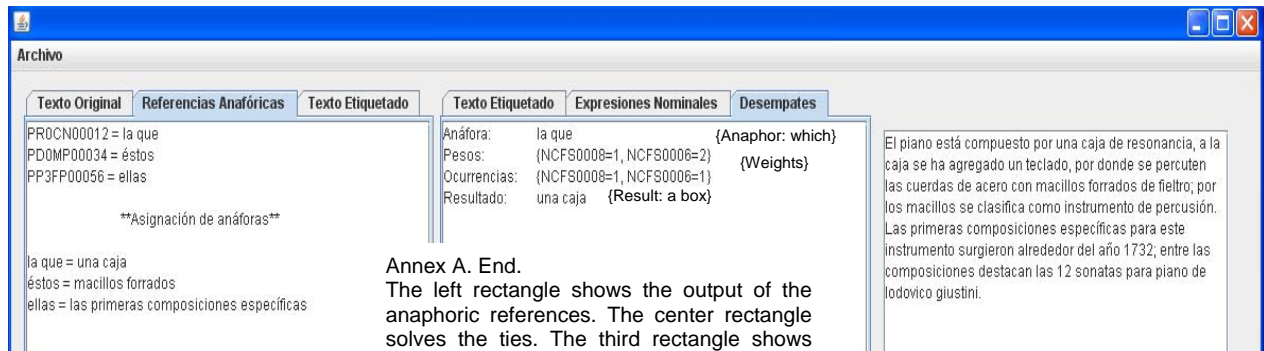 Archivo
Texto Original Referencias Anafóricas Texto Etiquetado
PR0CN00012 = la que
PD0MP00034 = éstos
PP3FP00056 = ellas
**Asignación de anáforas**
la que = una caja
éstos = macillos forrados
ellas = las primeras composiciones específicas
Texto Etiquetado Expresiones Nominales Desempates
Anáfora: la que {Anaphor: which}
Pesos: {NCFS0008=1, NCFS0006=2} {Weights}
Ocurrencias: {NCFS0008=1, NCFS0006=1}
Resultado: una caja {Result: a box}
Annex A. End.
The left rectangle shows the output of the
anaphoric references. The center rectangle
solves the ties. The third rectangle shows
El piano está compuesto por una caja de resonancia, a la
caja se ha agregado un teclado, por donde se percuten
las cuerdas de acero con macillos forrados de fieltro; por
los macillos se clasifica como instrumento de percusión.
Las primeras composiciones específicas para este
instrumento surgieron alrededor del año 1732; entre las
composiciones destacan las 12 sonatas para piano de
lodovico giustini.